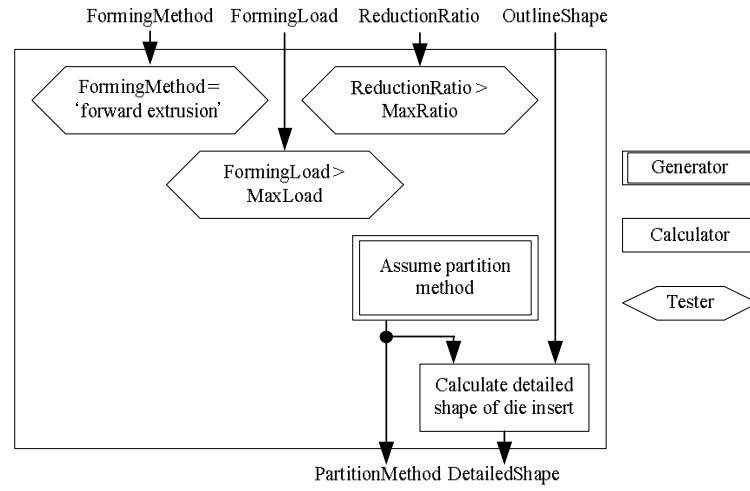 FormingMethod FormingLoad ReductionRatio OutlineShape
FormingMethod =
‘forward extrusion’
ReductionRatio >
MaxRatio
FormingLoad >
MaxLoad
Generator
Calculator
Tester
Assume partition
method
Calculate detailed
shape of die insert
PartitionMethod DetailedShape